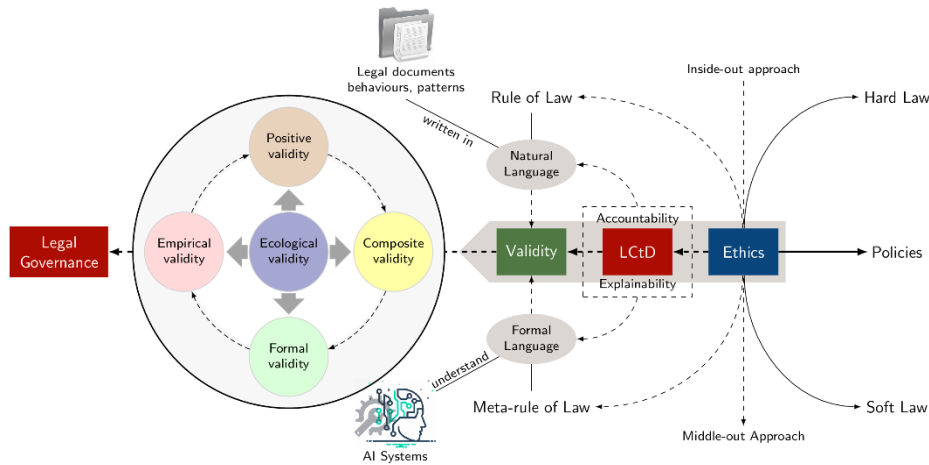 Legal documents
behaviours, patterns
written in
Rule of Law
Inside-out approach
Hard Law
Positive
validity
Natural
Language
Legal
Governance
Empirical
validity
Ecological
validity
Composite
validity
Accountability
Validity
LCtD
Ethics
Policies
Explainability
Formal
validity
Formal
Language
understand
Meta-rule of Law
Soft Law
Middle-out Approach
AI Systems